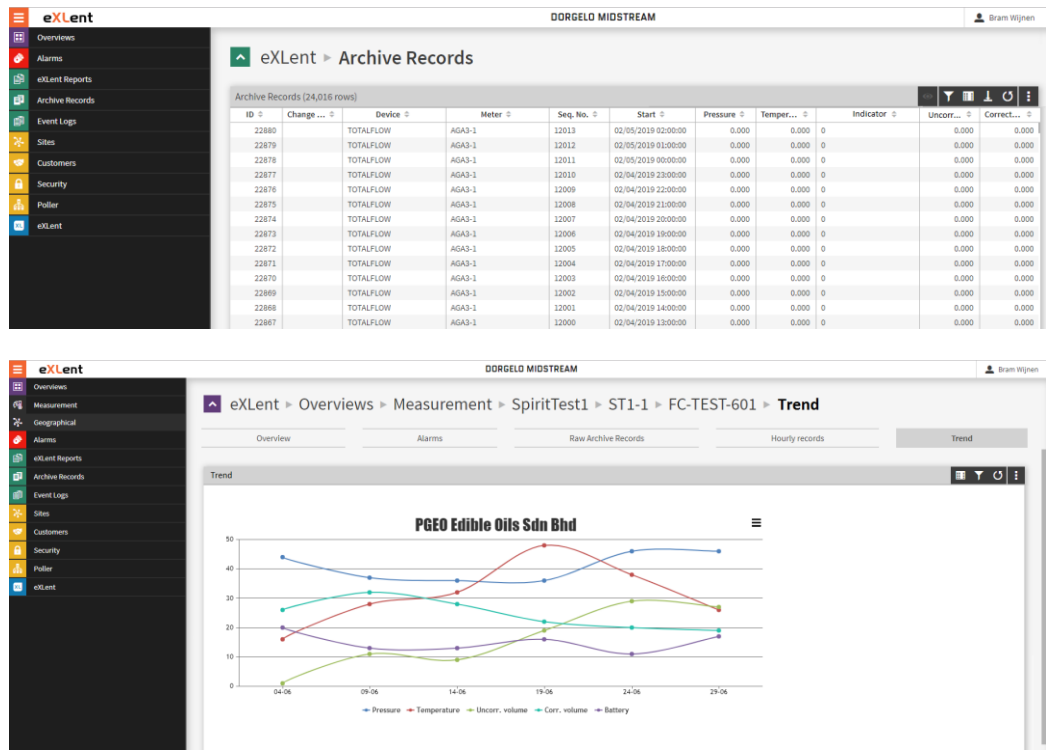 eXLent DORGELO MIDSTREAM Bram Wijnen
Overviews
Alarms
eXLent Reports
Archive Records
Event Logs
Sites
Customers
Security
Poller
XL eXLent
eXLent ▸ Archive Records
Archive Records (24,016 rows)
ID Change ... Device Meter Seq. No. Start Pressure Temper... Indicator Uncorr... Correct...
22880 TOTALFLOW AGA3-1 12013 02/05/2019 02:00:00 0.000 0.000 0 0.000 0.000
22879 TOTALFLOW AGA3-1 12012 02/05/2019 01:00:00 0.000 0.000 0 0.000 0.000
22878 TOTALFLOW AGA3-1 12011 02/05/2019 00:00:00 0.000 0.000 0 0.000 0.000
22877 TOTALFLOW AGA3-1 12010 02/04/2019 23:00:00 0.000 0.000 0 0.000 0.000
22876 TOTALFLOW AGA3-1 12009 02/04/2019 22:00:00 0.000 0.000 0 0.000 0.000
22875 TOTALFLOW AGA3-1 12008 02/04/2019 21:00:00 0.000 0.000 0 0.000 0.000
22874 TOTALFLOW AGA3-1 12007 02/04/2019 20:00:00 0.000 0.000 0 0.000 0.000
22873 TOTALFLOW AGA3-1 12006 02/04/2019 19:00:00 0.000 0.000 0 0.000 0.000
22872 TOTALFLOW AGA3-1 12005 02/04/2019 18:00:00 0.000 0.000 0 0.000 0.000
22871 TOTALFLOW AGA3-1 12004 02/04/2019 17:00:00 0.000 0.000 0 0.000 0.000
22870 TOTALFLOW AGA3-1 12003 02/04/2019 16:00:00 0.000 0.000 0 0.000 0.000
22869 TOTALFLOW AGA3-1 12002 02/04/2019 15:00:00 0.000 0.000 0 0.000 0.000
22868 TOTALFLOW AGA3-1 12001 02/04/2019 14:00:00 0.000 0.000 0 0.000 0.000
22867 TOTALFLOW AGA3-1 12000 02/04/2019 13:00:00 0.000 0.000 0 0.000 0.000
eXLent DORGELO MIDSTREAM Bram Wijnen
Overviews
Measurement
Geographical
Alarms
eXLent Reports
Archive Records
Event Logs
Sites
Customers
Security
Poller
XL eXLent
eXLent ▸ Overviews ▸ Measurement ▸ SpiritTest1 ▸ ST1-1 ▸ FC-TEST-601 ▸ Trend
Overview Alarms Raw Archive Records Hourly records Trend
Trend
PGEO Edible Oils Sdn Bhd
50
40
30
20
10
0
04-06 09-06 14-06 19-06 24-06 29-06
Pressure Temperature Uncorr. volume Corr. volume Battery